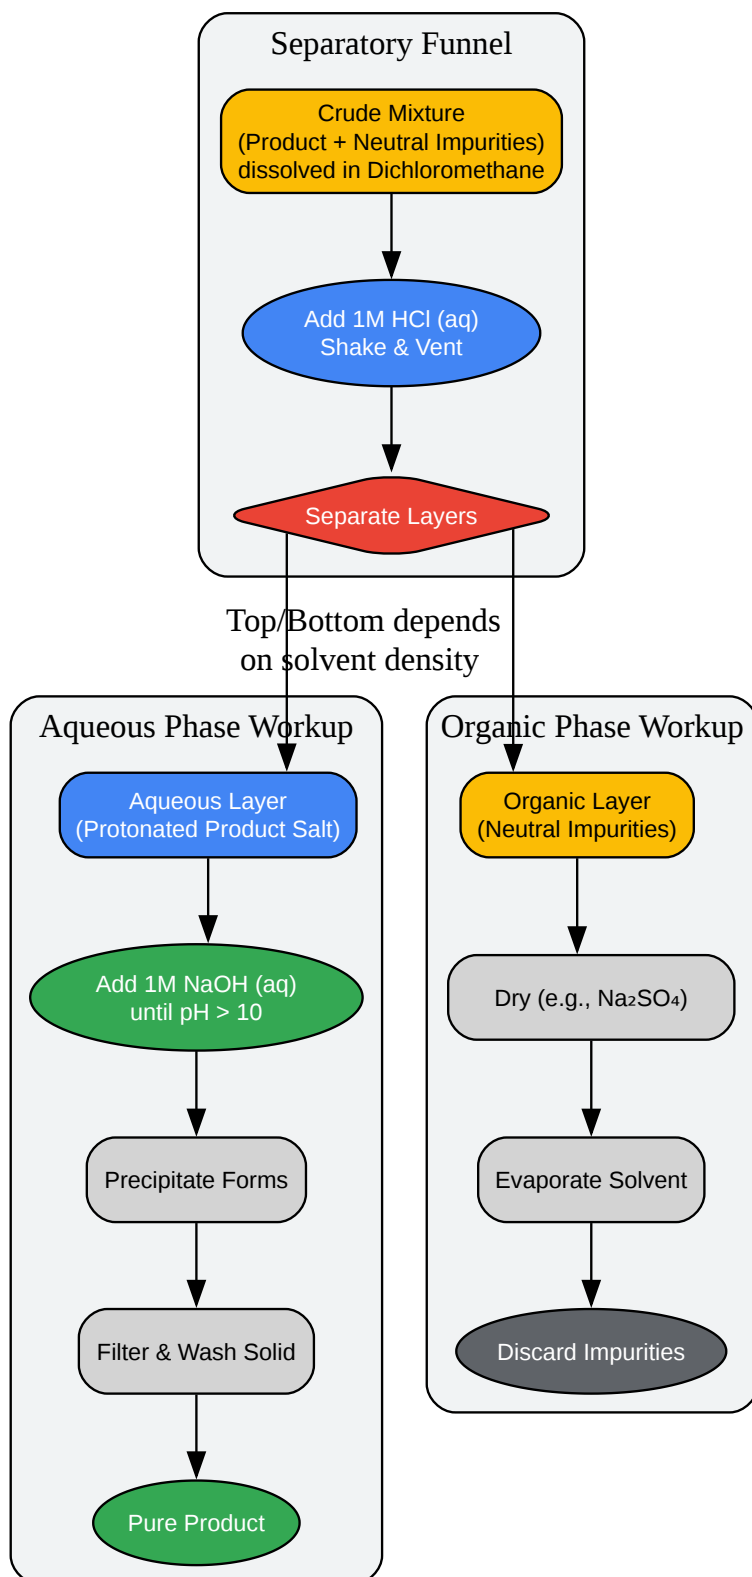 Separatory Funnel
Crude Mixture
(Product + Neutral Impurities)
dissolved in Dichloromethane
Add 1M HCl (aq)
Shake & Vent
Separate Layers
Top/Bottom depends
on solvent density
Aqueous Phase Workup
Aqueous Layer
(Protonated Product Salt)
Add 1M NaOH (aq)
until pH > 10
Precipitate Forms
Filter & Wash Solid
Pure Product
Organic Phase Workup
Organic Layer
(Neutral Impurities)
Dry (e.g., Na₂SO₄)
Evaporate Solvent
Discard Impurities